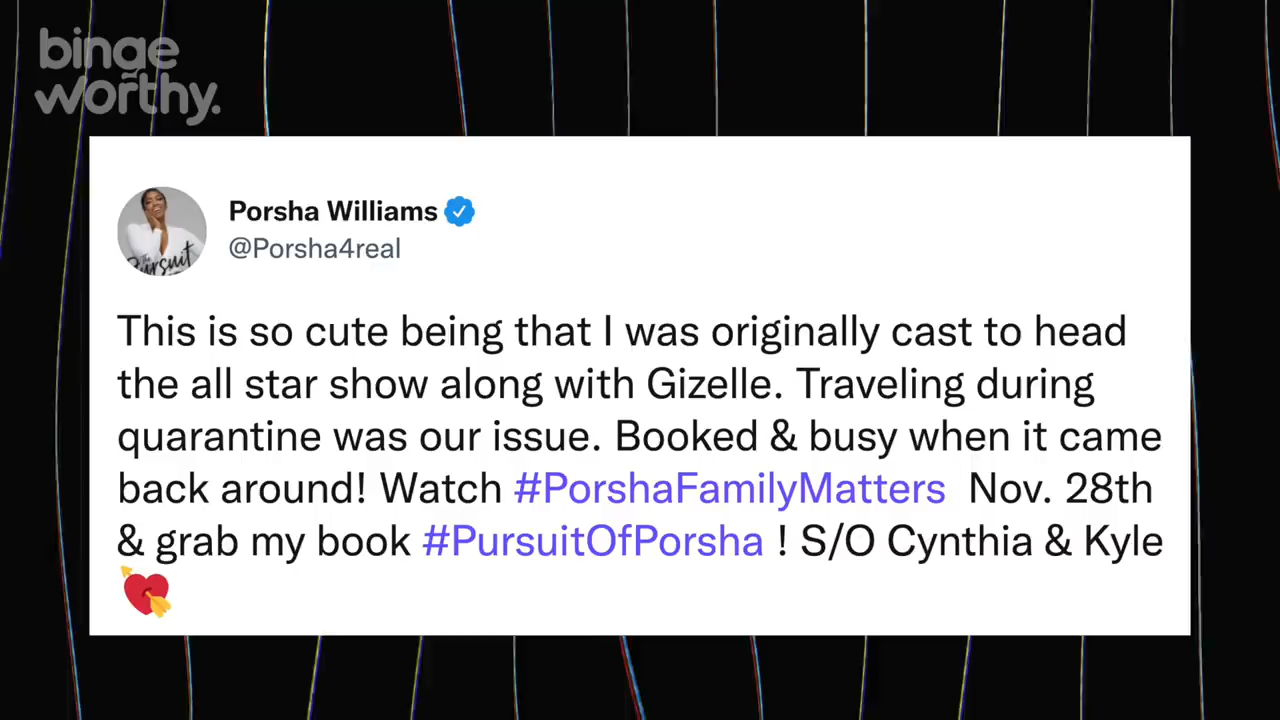 binge
worthy.
Porsha Williams
@Porsha4real
This is so cute being that I was originally cast to head
the all star show along with Gizelle. Traveling during
quarantine was our issue. Booked & busy when it came
back around! Watch #PorshaFamilyMatters Nov. 28th
& grab my book #PursuitOfPorsha ! S/O Cynthia & Kyle
💘
The
Pursuit